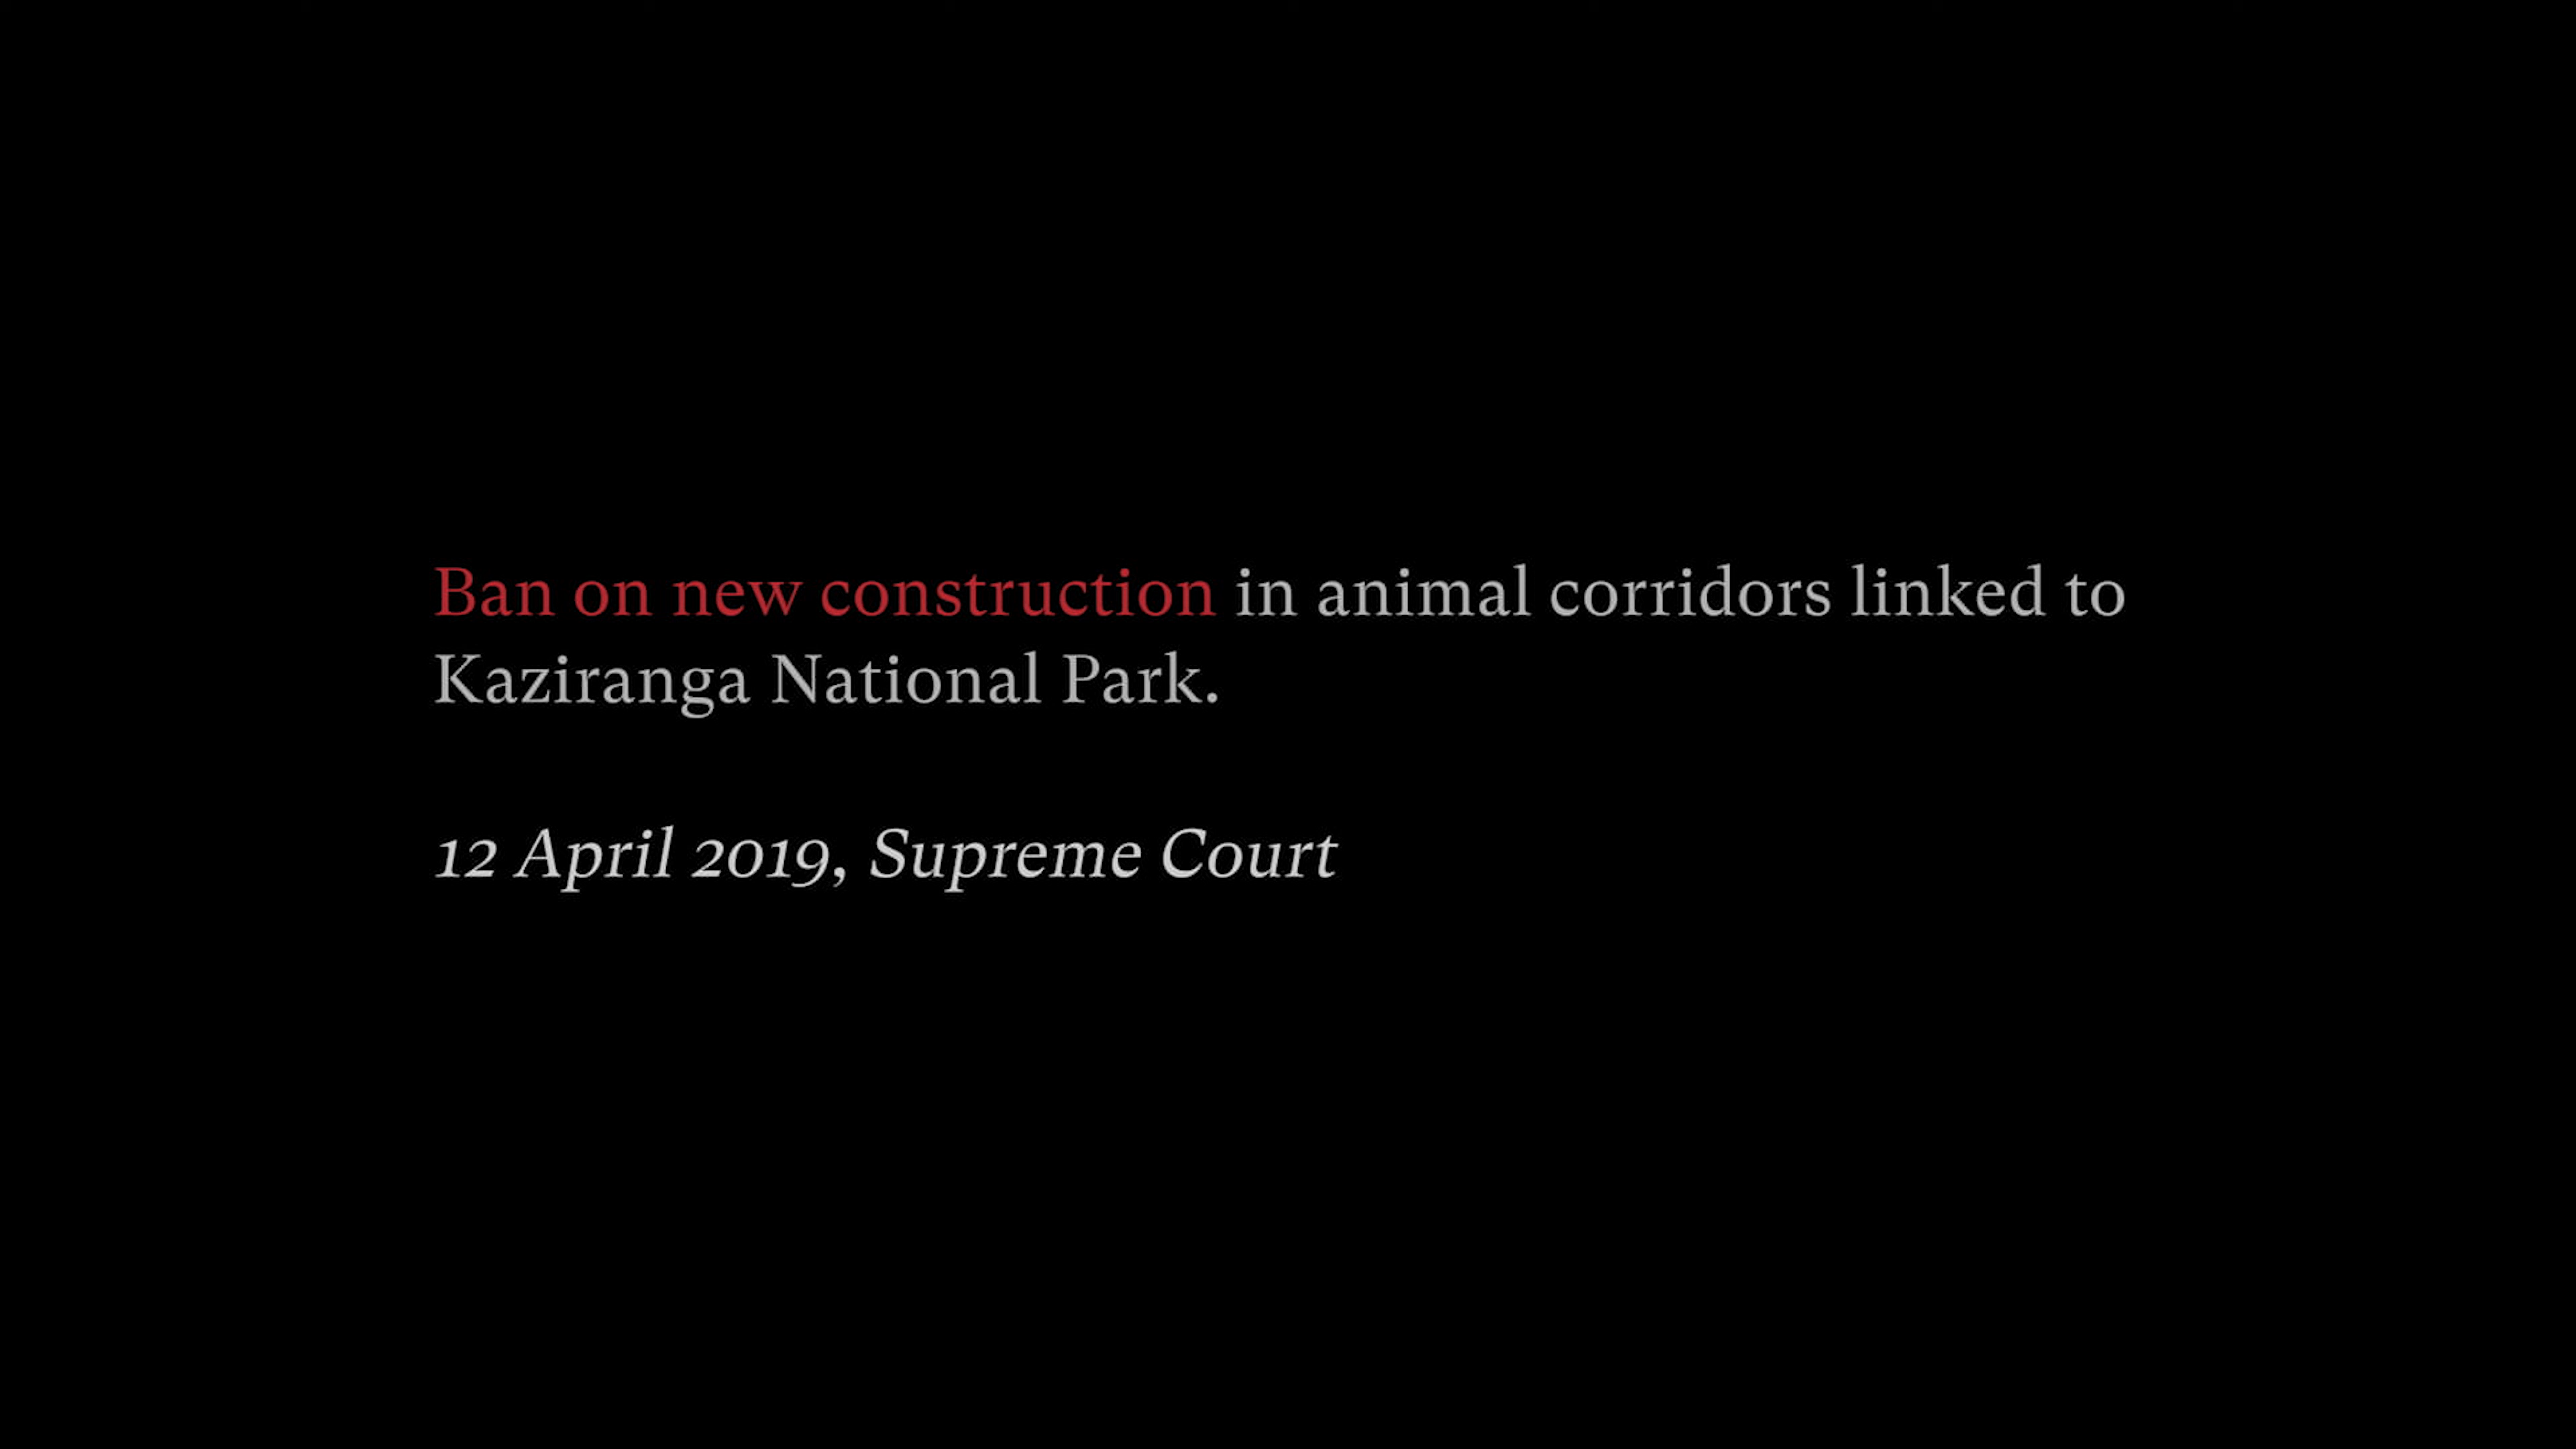 Ban on new construction in animal corridors linked to
Kaziranga National Park.
12 April 2019, Supreme Court